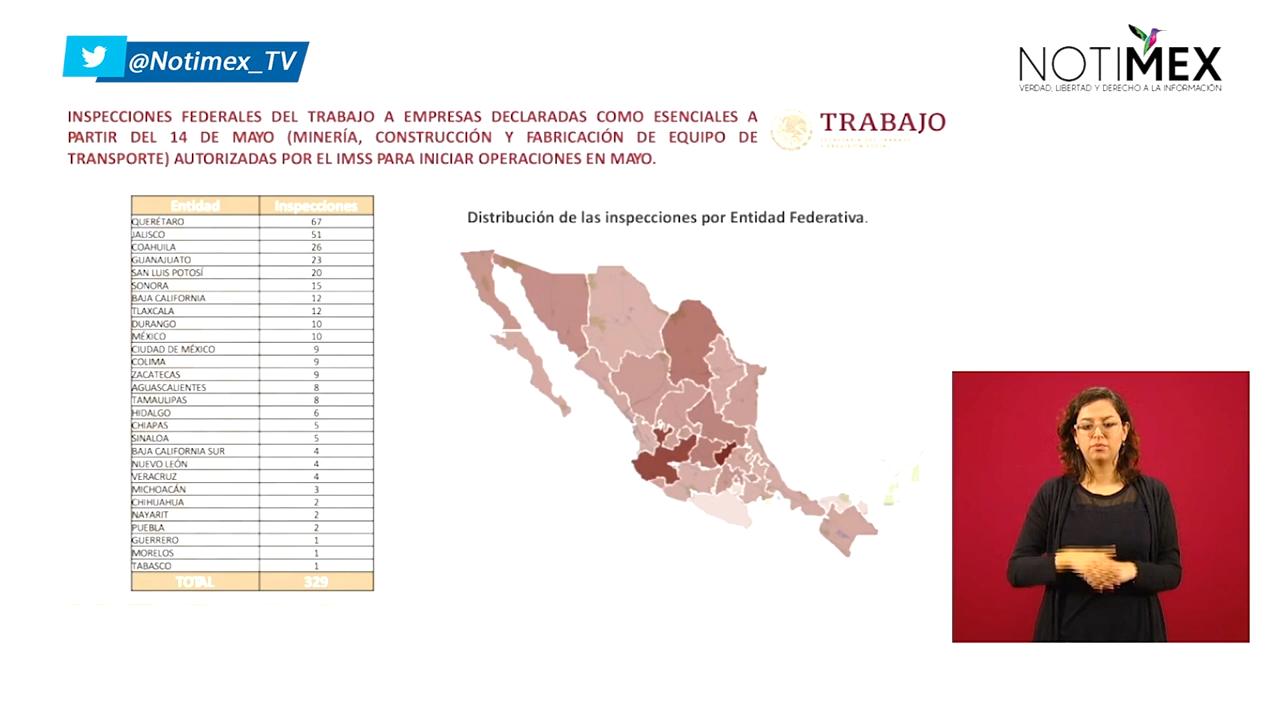 @Notimex_TV
NOTIMEX
VERDAD, LIBERTAD Y DERECHO A LA INFORMACIÓN
INSPECCIONES FEDERALES DEL TRABAJO A EMPRESAS DECLARADAS COMO ESENCIALES A
PARTIR DEL 14 DE MAYO (MINERÍA, CONSTRUCCIÓN Y FABRICACIÓN DE EQUIPO DE
TRANSPORTE) AUTORIZADAS POR EL IMSS PARA INICIAR OPERACIONES EN MAYO.
TRABAJO
Entidad Inspecciones
QUERÉTARO 67
JALISCO 51
COAHUILA 26
GUANAJUATO 23
SAN LUIS POTOSÍ 20
SONORA 15
BAJA CALIFORNIA 12
TLAXCALA 12
DURANGO 10
MÉXICO 10
CIUDAD DE MÉXICO 9
COLIMA 9
ZACATECAS 9
AGUASCALIENTES 8
TAMAULIPAS 8
HIDALGO 6
CHIAPAS 5
SINALOA 5
BAJA CALIFORNIA SUR 4
NUEVO LEÓN 4
VERACRUZ 4
MICHOACÁN 3
CHIHUAHUA 2
NAYARIT 2
PUEBLA 2
GUERRERO 1
MORELOS 1
TABASCO 1
TOTAL 329
Distribución de las inspecciones por Entidad Federativa.